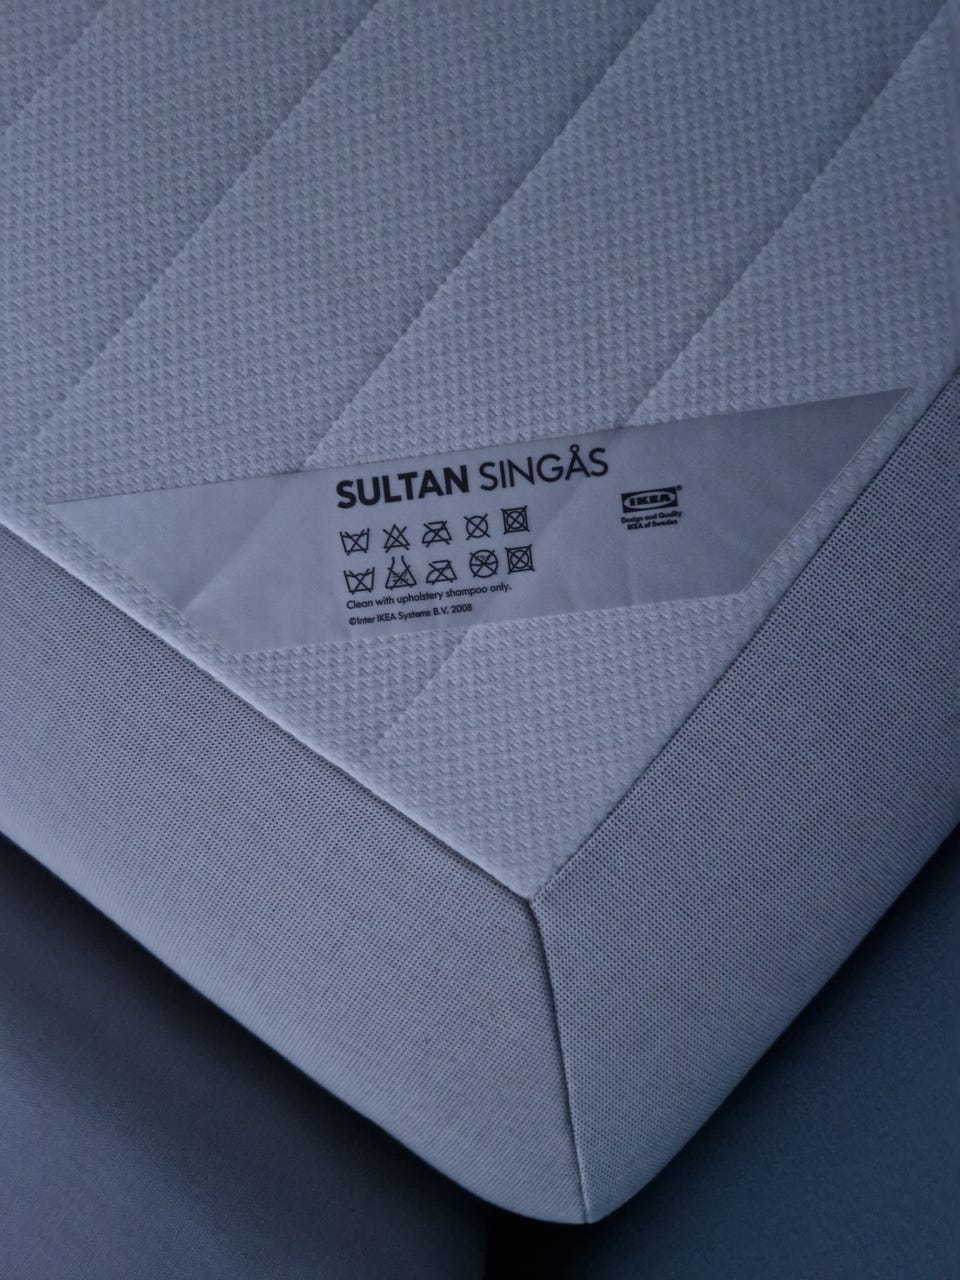 SULTAN SINGÅS
IKEA®
Design and Quality
IKEA of Sweden
Clean with upholstery shampoo only.
©Inter IKEA Systems B.V. 2008